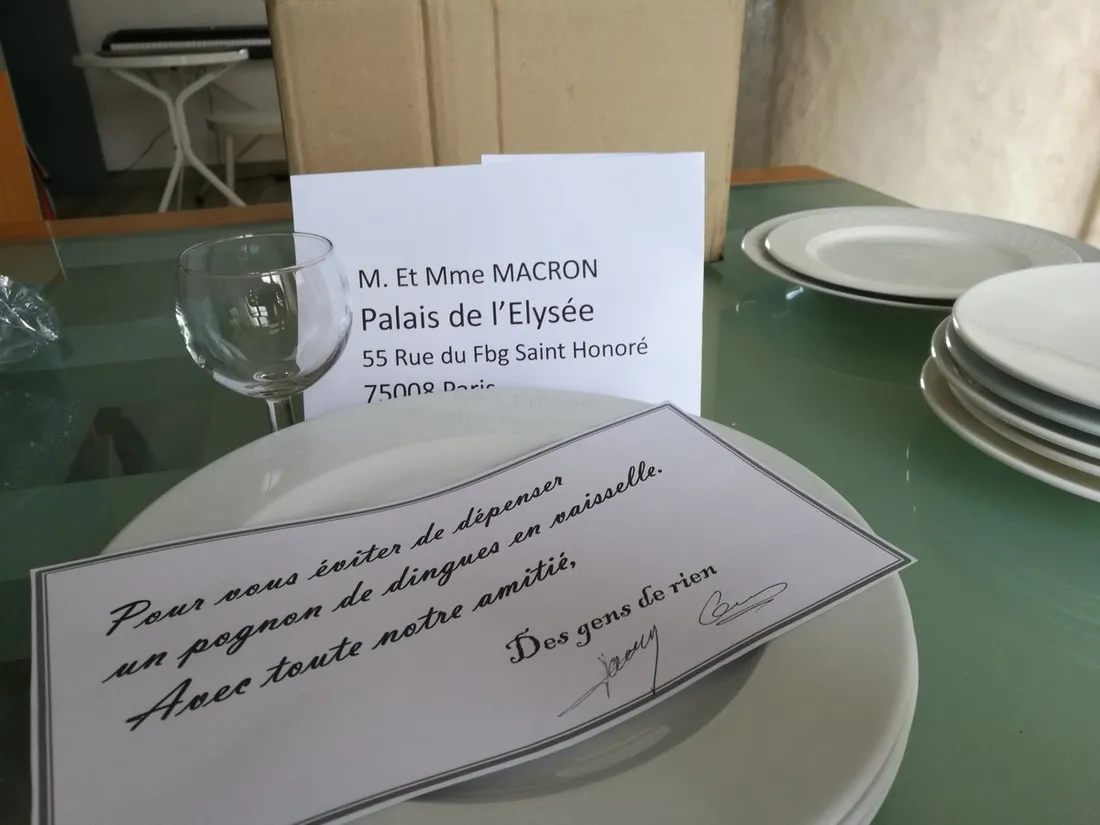 M. Et Mme MACRON
Palais de l'Elysée
55 Rue du Fbg Saint Honoré
75008 Paris
Pour vous éviter de dépenser
un pognon de dingues en vaisselle.
Avec toute notre amitié,
Des gens de rien